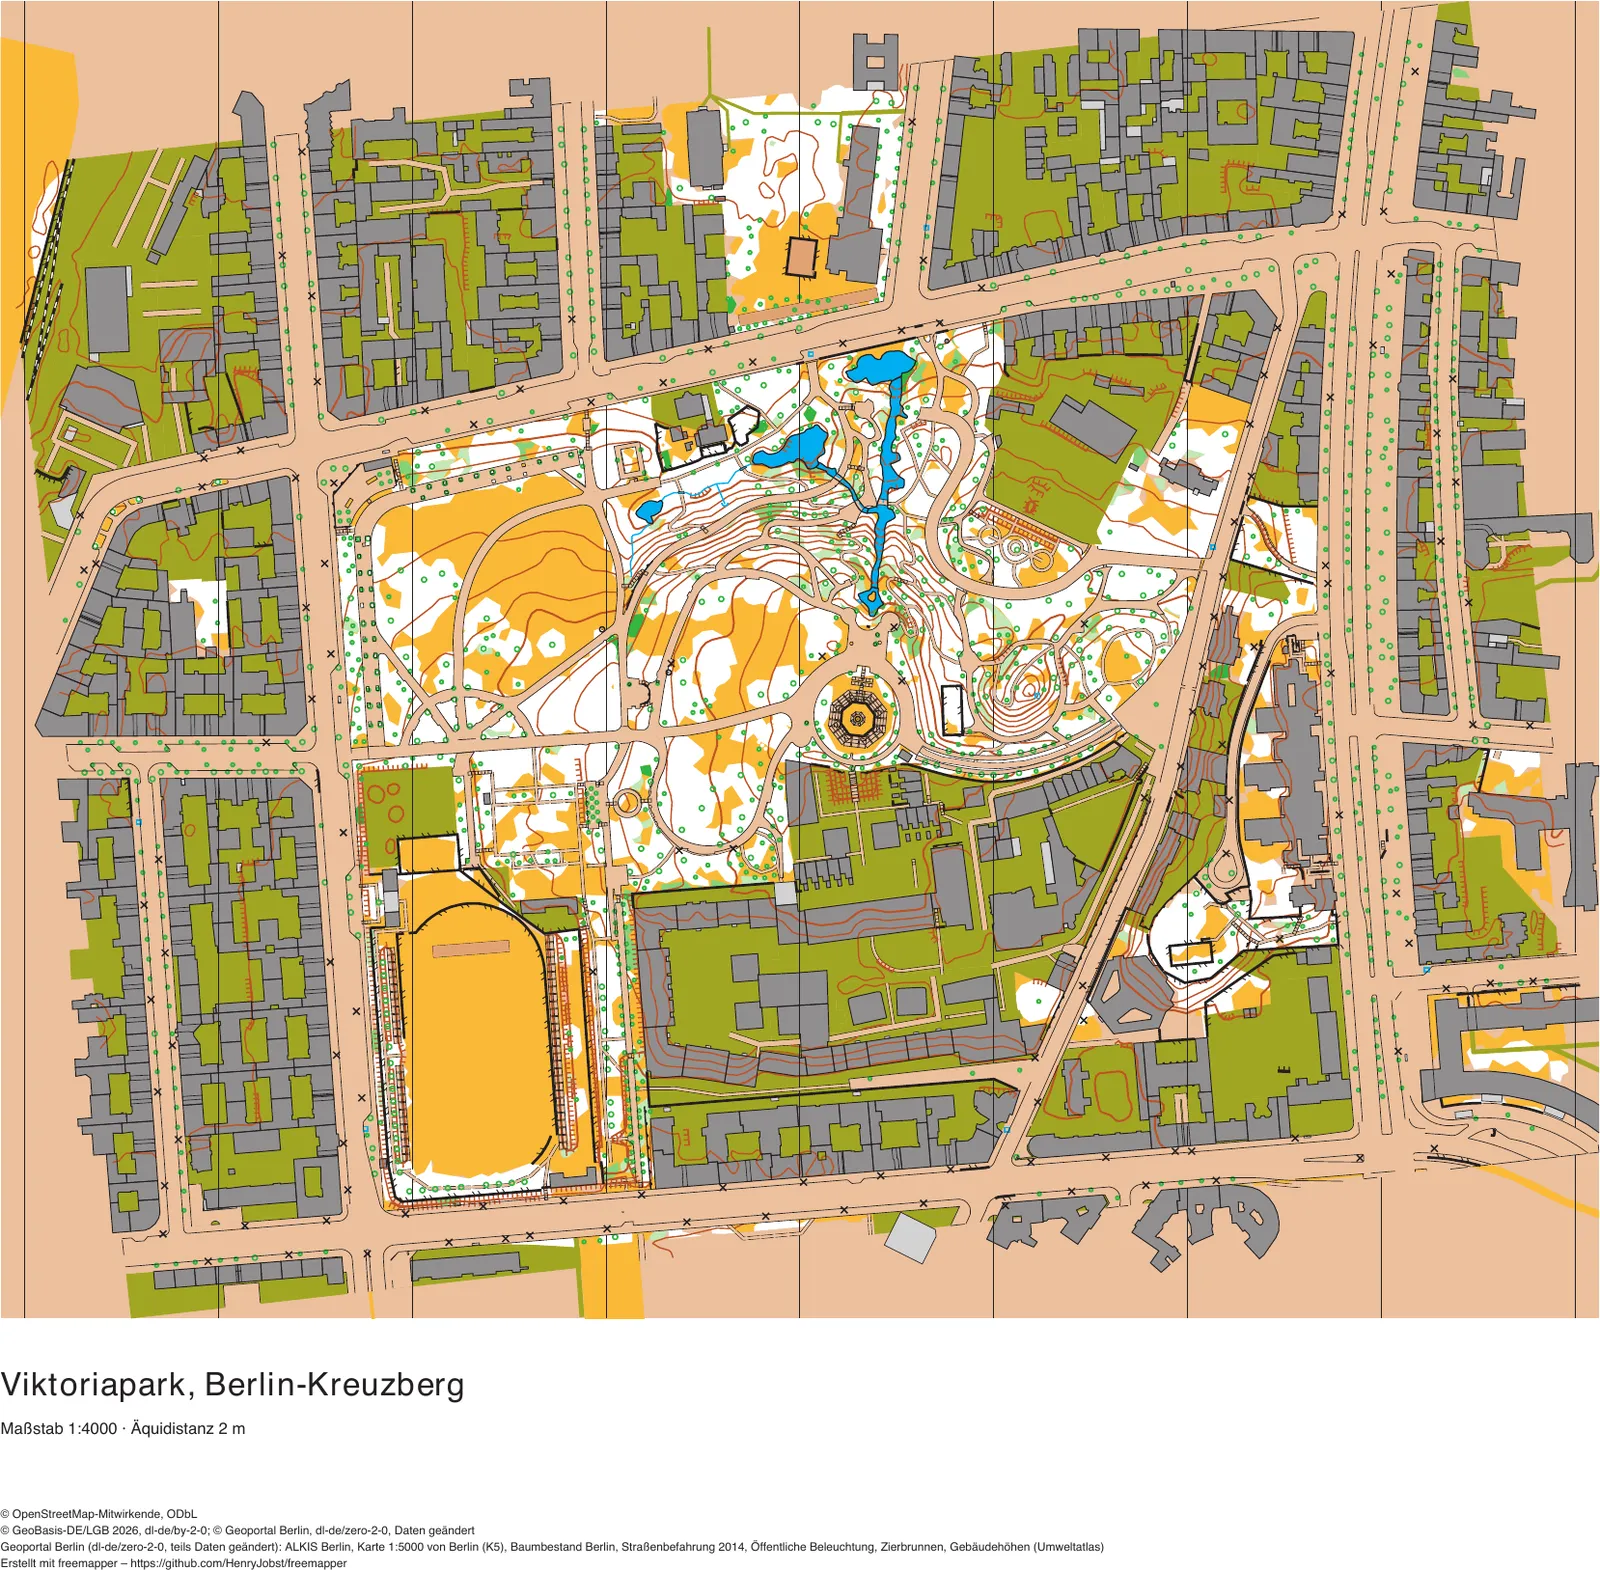 Viktoriapark, Berlin-Kreuzberg
Maßstab 1:4000 · Äquidistanz 2 m
© OpenStreetMap-Mitwirkende, ODbL
© GeoBasis-DE/LGB 2026, dl-de/by-2-0; © Geoportal Berlin, dl-de/zero-2-0, Daten geändert
Geoportal Berlin (dl-de/zero-2-0, teils Daten geändert): ALKIS Berlin, Karte 1:5000 von Berlin (K5), Baumbestand Berlin, Straßenbefahrung 2014, Öffentliche Beleuchtung, Zierbrunnen, Gebäudehöhen (Umweltatlas)
Erstellt mit freemapper – https://github.com/HenryJobst/freemapper